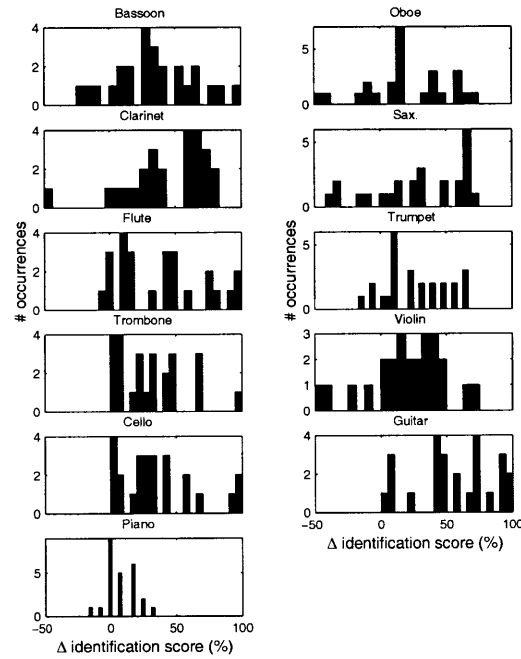 Bassoon
4
2
0
Clarinet
4
2
0
Flute
4
2
0
Trombone
4
2
0
Cello
4
2
0
Piano
5
0
-50 0 50 100
Δ identification score (%)
# occurrences
Oboe
5
0
Sax.
5
0
Trumpet
5
0
Violin
3
2
1
0
Guitar
4
3
2
1
0
-50 0 50 100
Δ identification score (%)
# occurrences